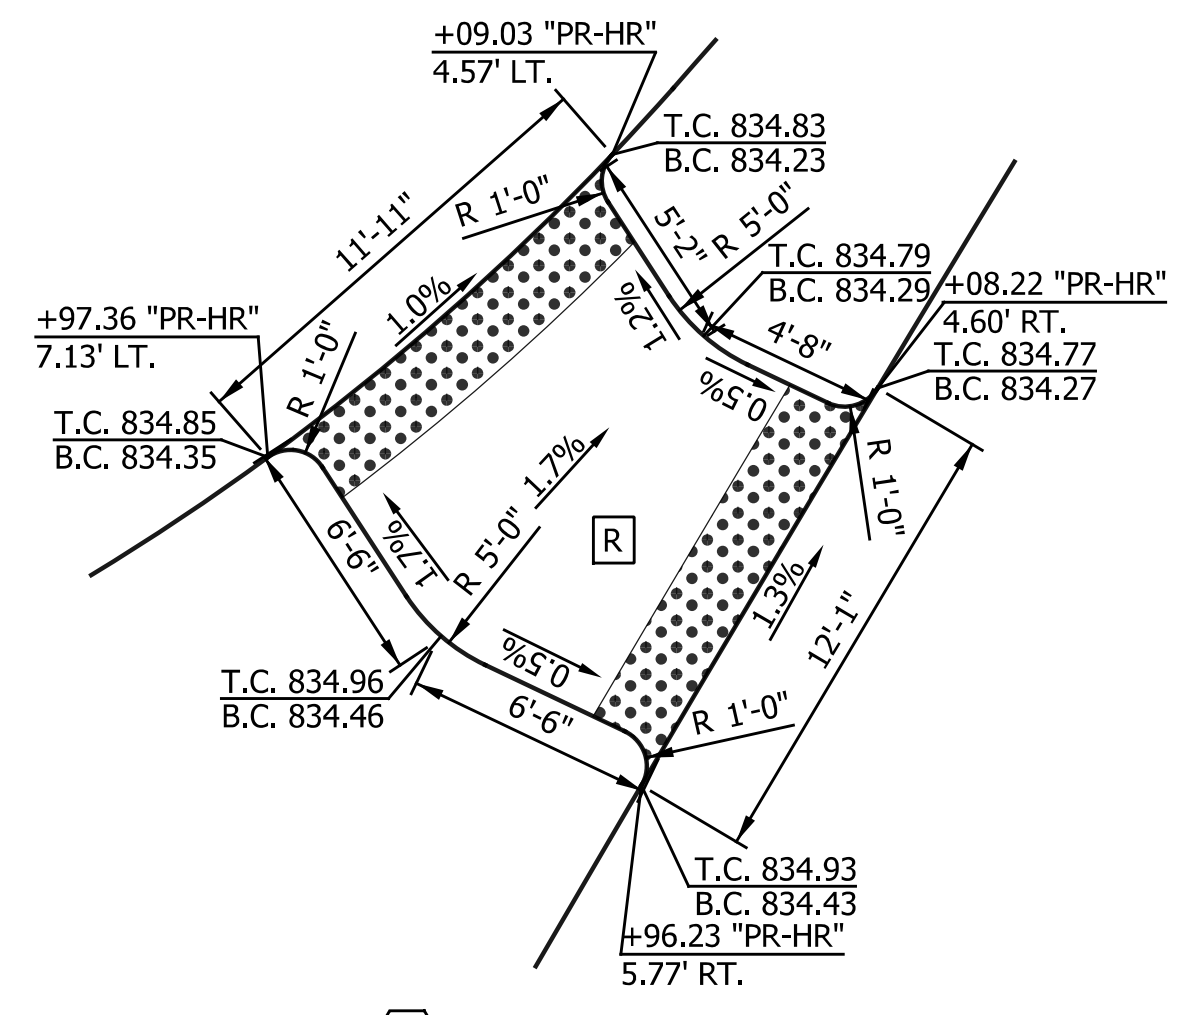 +09.03 "PR-HR"
4.57' LT.
T.C. 834.83
B.C. 834.23
R 1'-0"
5'-2"
R 5'-0"
11'-11"
T.C. 834.79
B.C. 834.29
+08.22 "PR-HR"
4.60' RT.
1.0%
1.2%
4'-8"
+97.36 "PR-HR"
7.13' LT.
T.C. 834.77
B.C. 834.27
R 1'-0"
0.5%
T.C. 834.85
B.C. 834.35
1.7%
R 1'-0"
6'-9"
1.7%
R 5'-0"
R
1.3%
12'-1"
0.5%
T.C. 834.96
B.C. 834.46
6'-9"
R 1'-0"
T.C. 834.93
B.C. 834.43
+96.23 "PR-HR"
5.77' RT.